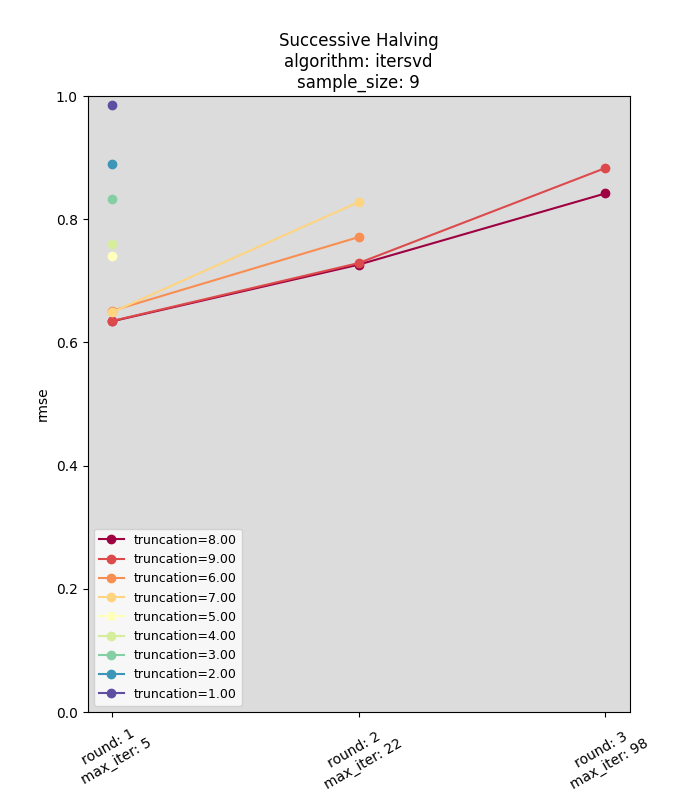 Successive Halving
algorithm: itersvd
sample_size: 9
1.0
0.8
0.6
0.4
0.2
0.0
rmse
truncation=8.00
truncation=9.00
truncation=6.00
truncation=7.00
truncation=5.00
truncation=4.00
truncation=3.00
truncation=2.00
truncation=1.00
round: 1
max_iter: 5
round: 2
max_iter: 22
round: 3
max_iter: 98